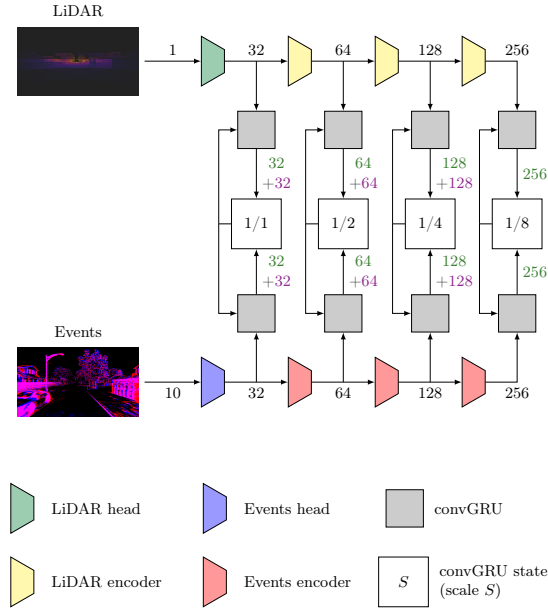 LiDAR
1 32 64 128 256
32 64 128
+32 +64 +128 256
1/1 1/2 1/4 1/8
32 64 128
+32 +64 +128 256
Events
10 32 64 128 256
LiDAR head Events head convGRU
LiDAR encoder Events encoder S convGRU state
(scale S)